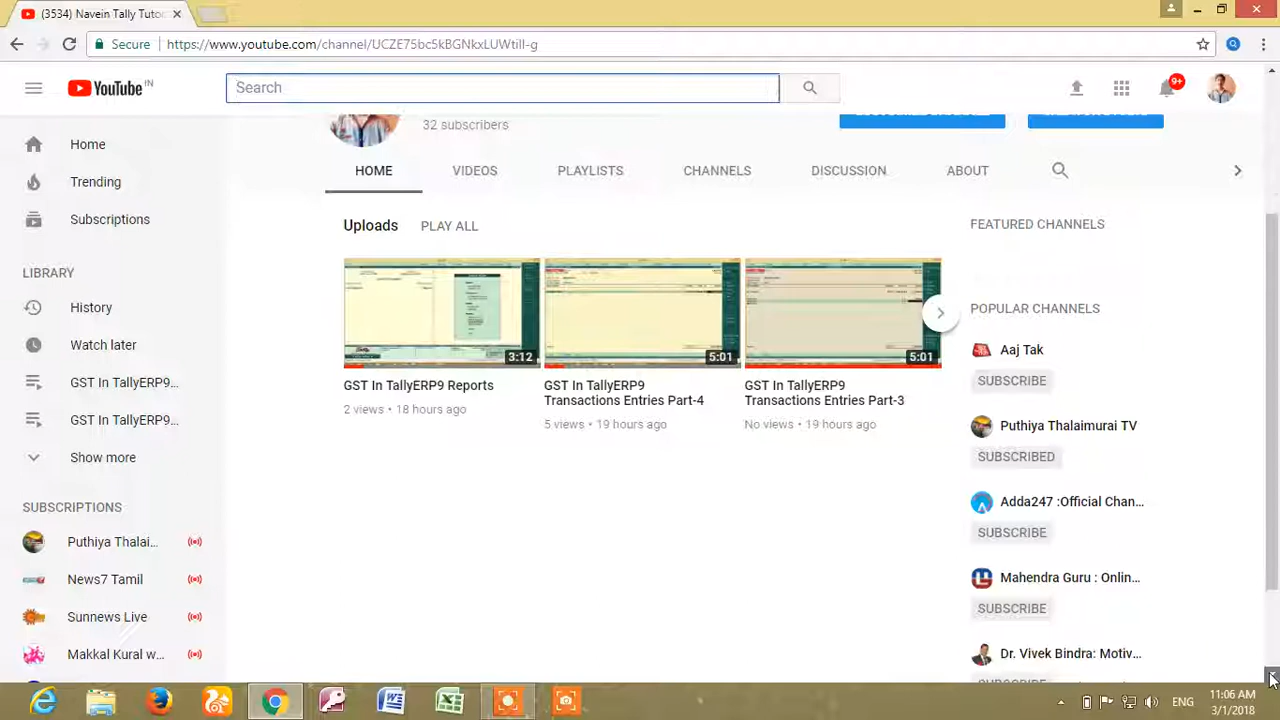 (3534) Navein Tally Tuto
Secure
https://www.youtube.com/channel/UCZE75bc5kBGNkxLUWtiIl-g
YouTube IN
Search
9+
32 subscribers
HOME
VIDEOS
PLAYLISTS
CHANNELS
DISCUSSION
ABOUT
Home
Trending
Subscriptions
LIBRARY
History
Watch later
GST In TallyERP9...
GST In TallyERP9...
Show more
SUBSCRIPTIONS
Puthiya Thalai...
News7 Tamil
Sunnews Live
Makkal Kural w...
Uploads PLAY ALL
3:12
GST In TallyERP9 Reports
2 views • 18 hours ago
5:01
GST In TallyERP9
Transactions Entries Part-4
5 views • 19 hours ago
5:01
GST In TallyERP9
Transactions Entries Part-3
No views • 19 hours ago
FEATURED CHANNELS
POPULAR CHANNELS
Aaj Tak
SUBSCRIBE
Puthiya Thalaimurai TV
SUBSCRIBED
Adda247 :Official Chan...
SUBSCRIBE
Mahendra Guru : Onlin...
SUBSCRIBE
Dr. Vivek Bindra: Motiv...
ENG
11:06 AM
3/1/2018